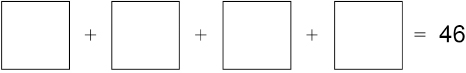 + + + = 46